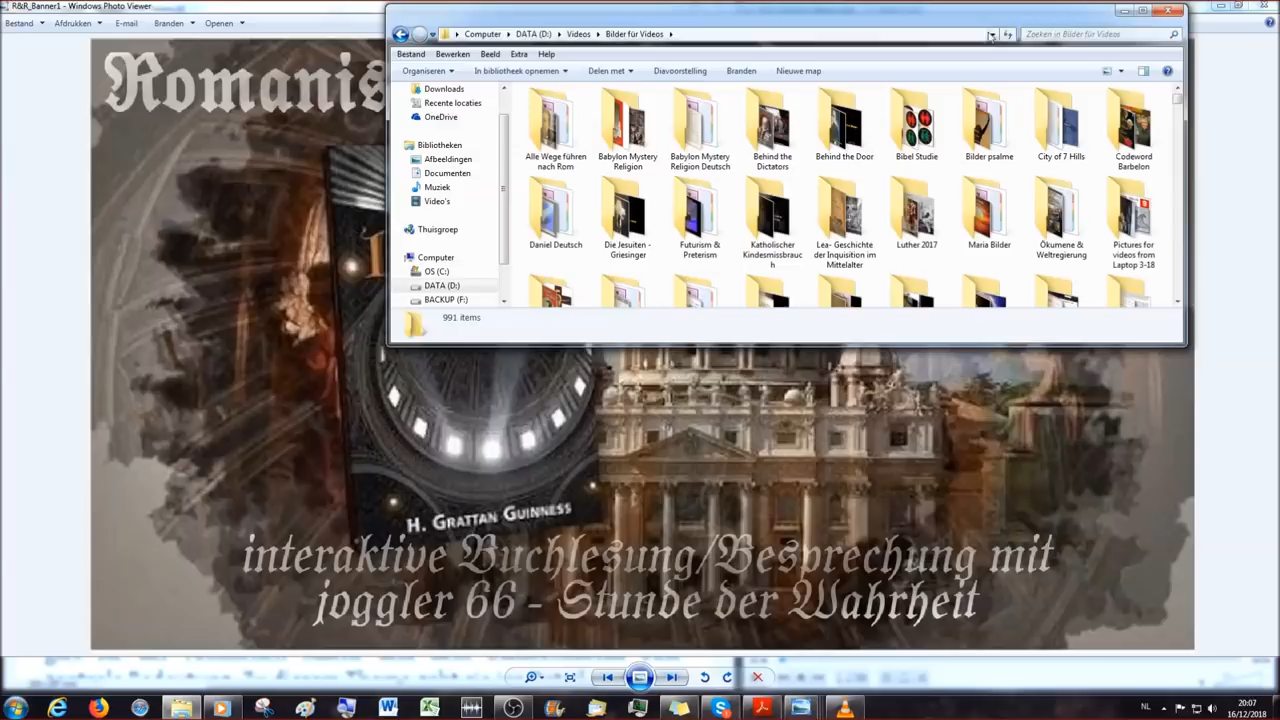 R&R_Banner1 - Windows Photo Viewer
Bestand Afdrukken E-mail Branden Openen
Computer DATA (D:) Videos Bilder für Videos
Zoeken in Bilder für Videos
Bestand Bewerken Beeld Extra Help
Organiseren In bibliotheek opnemen Delen met Diavoorstelling Branden Nieuwe map
Downloads
Recente locaties
OneDrive
Bibliotheken
Afbeeldingen
Documenten
Muziek
Video's
Thuisgroep
Computer
OS (C:)
DATA (D:)
BACKUP (F:)
Alle Wege führen nach Rom
Babylon Mystery Religion
Babylon Mystery Religion Deutsch
Behind the Dictators
Behind the Door
Bibel Studie
Bilder psalme
City of 7 Hills
Codeword Barbelon
Daniel Deutsch
Die Jesuiten - Griesinger
Futurism & Preterism
Katholischer Kindesmissbrauch
Lea- Geschichte der Inquisition im Mittelalter
Luther 2017
Maria Bilder
Ökumene & Weltregierung
Pictures for videos from Laptop 3-18
991 items
Romanis
H. GRATTAN GUINNESS
interaktive Buchlesung/Besprechung mit
joggler 66 - Stunde der Wahrheit
NL
20:07
16/12/2018